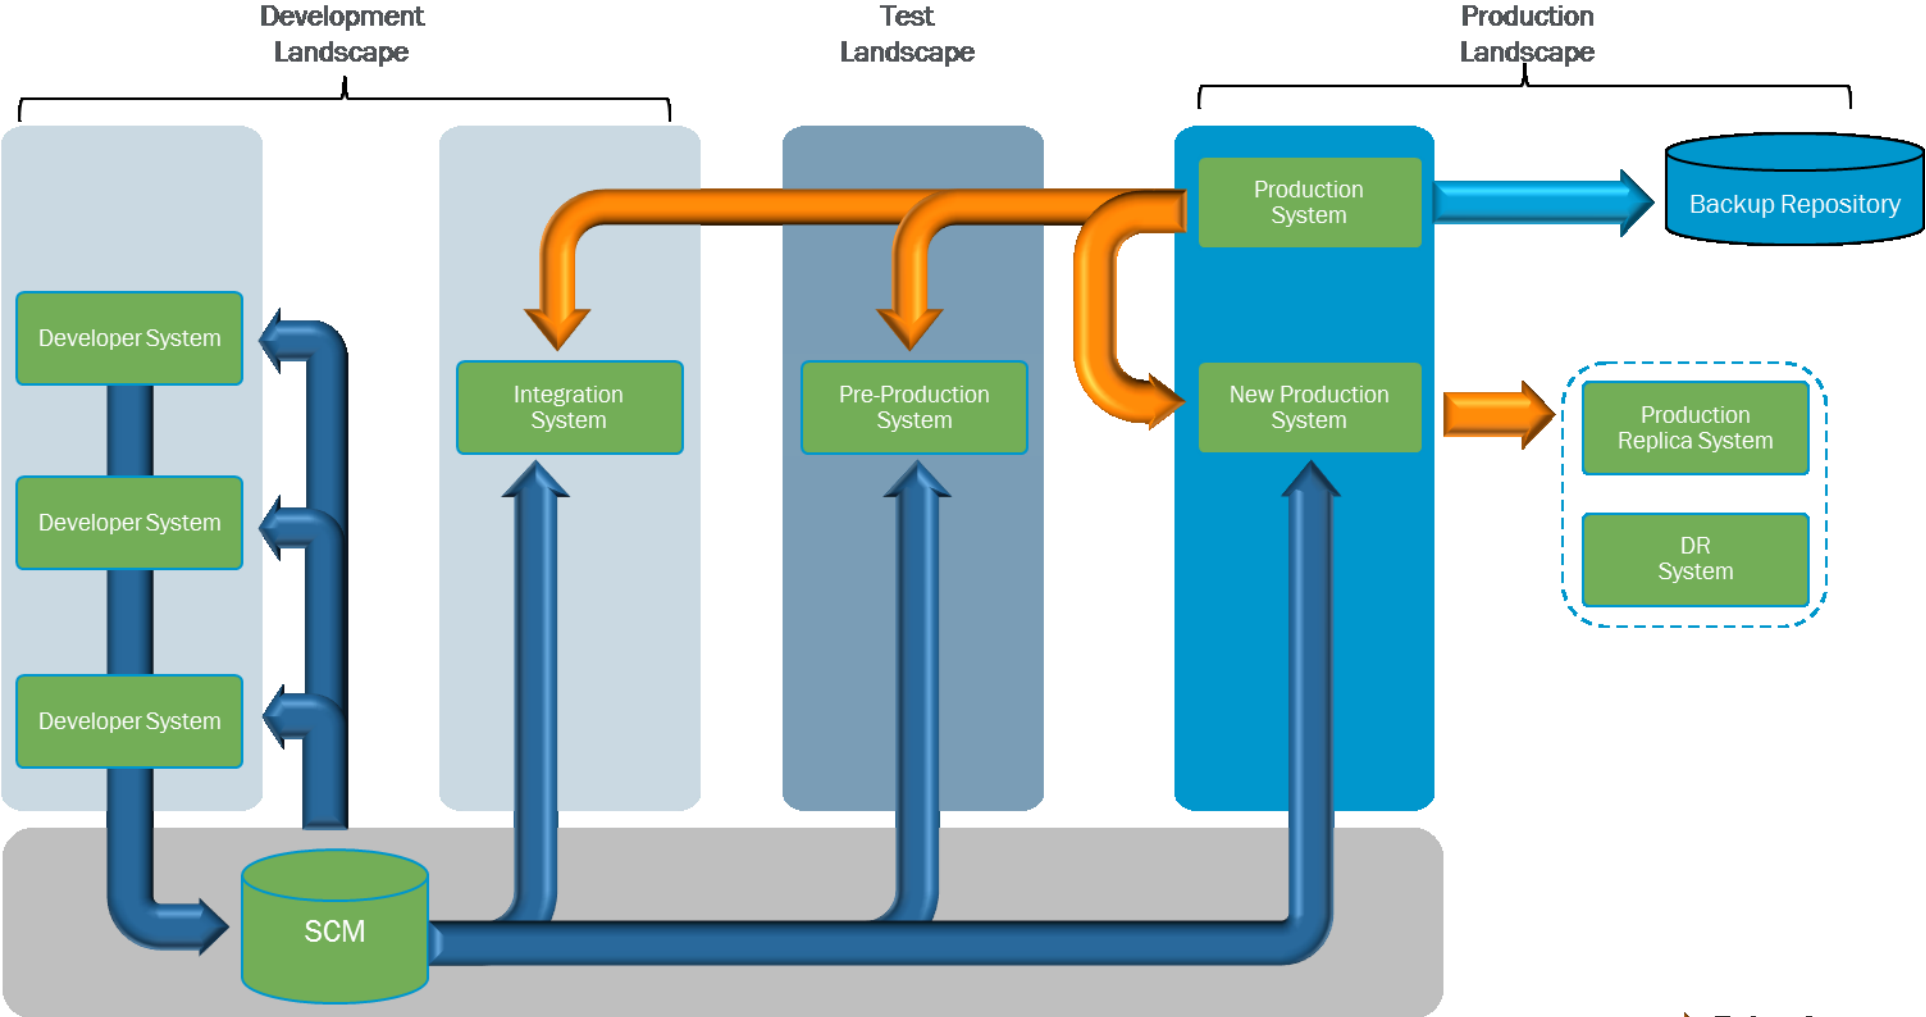 Development
Landscape
Test
Landscape
Production
Landscape
Production
System
Backup Repository
Developer System
Integration
System
Pre-Production
System
New Production
System
Production
Replica System
Developer System
DR
System
Developer System
SCM